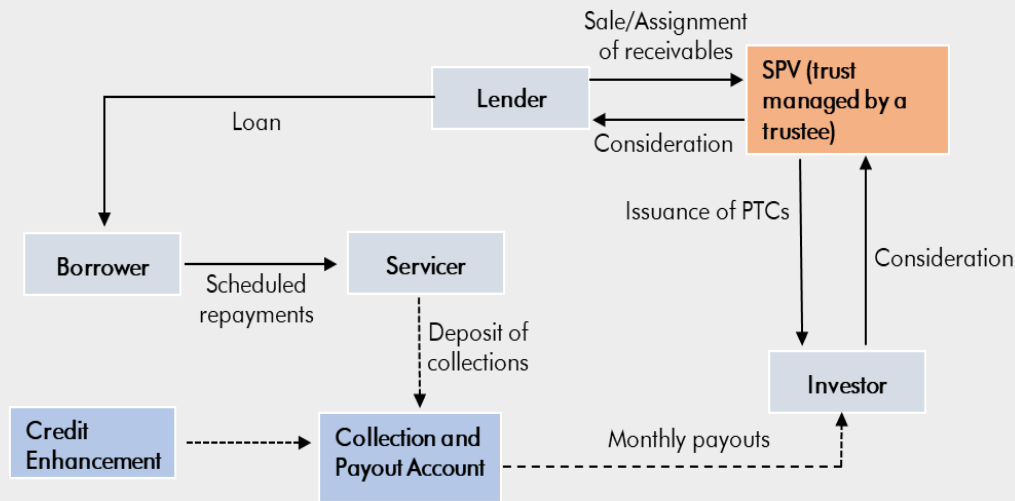 Sale/Assignment
of receivables
SPV (trust
managed by a
trustee)
Lender
Loan
Consideration
Issuance of PTCs
Borrower
Servicer
Consideration
Scheduled
repayments
Deposit of
collections
Investor
Credit
Enhancement
Collection and
Payout Account
Monthly payouts